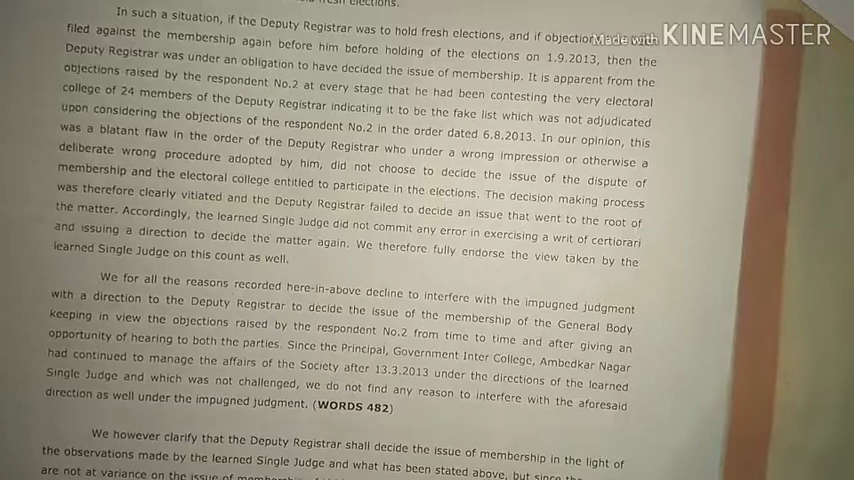 fresh elections.
In such a situation, if the Deputy Registrar was to hold fresh elections, and if objection
filed against the membership again before him before holding of the elections on 1.9.2013, then the
Deputy Registrar was under an obligation to have decided the issue of membership. It is apparent from the
objections raised by the respondent No.2 at every stage that he had been contesting the very electoral
college of 24 members of the Deputy Registrar indicating it to be the fake list which was not adjudicated
upon considering the objections of the respondent No.2 in the order dated 6.8.2013. In our opinion, this
was a blatant flaw in the order of the Deputy Registrar who under a wrong impression or otherwise a
deliberate wrong procedure adopted by him, did not choose to decide the issue of the dispute of
membership and the electoral college entitled to participate in the elections. The decision making process
was therefore clearly vitiated and the Deputy Registrar failed to decide an issue that went to the root of
the matter. Accordingly, the learned Single Judge did not commit any error in exercising a writ of certiorari
and issuing a direction to decide the matter again. We therefore fully endorse the view taken by the
learned Single Judge on this count as well.
We for all the reasons recorded here-in-above decline to interfere with the impugned judgment
with a direction to the Deputy Registrar to decide the issue of the membership of the General Body
keeping in view the objections raised by the respondent No.2 from time to time and after giving an
opportunity of hearing to both the parties. Since the Principal, Government Inter College, Ambedkar Nagar
had continued to manage the affairs of the Society after 13.3.2013 under the directions of the learned
Single Judge and which was not challenged, we do not find any reason to interfere with the aforesaid
direction as well under the impugned judgment. (WORDS 482)
We however clarify that the Deputy Registrar shall decide the issue of membership in the light of
the observations made by the learned Single Judge and what has been stated above, but since
are not at variance on the issue of
Made with KINEMASTER